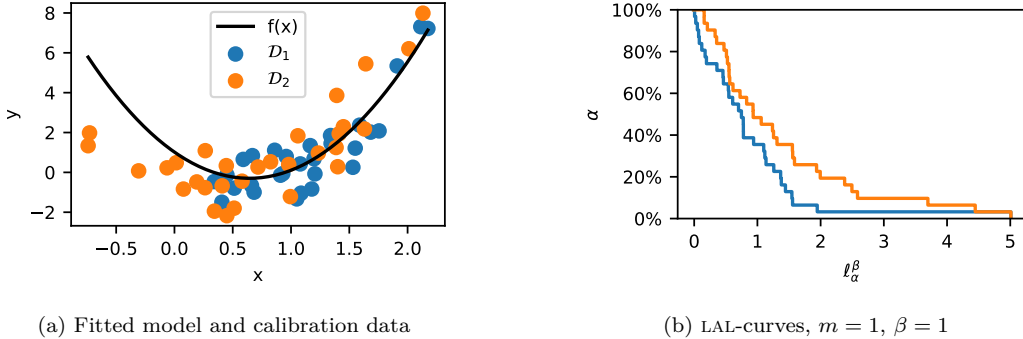 8
6
4
2
0
−2
y
f(x)
𝒟₁
𝒟₂
−0.5 0.0 0.5 1.0 1.5 2.0
x
(a) Fitted model and calibration data
100%
80%
60%
40%
20%
0%
α
0 1 2 3 4 5
ℓ_α^β
(b) LAL-curves, m = 1, β = 1